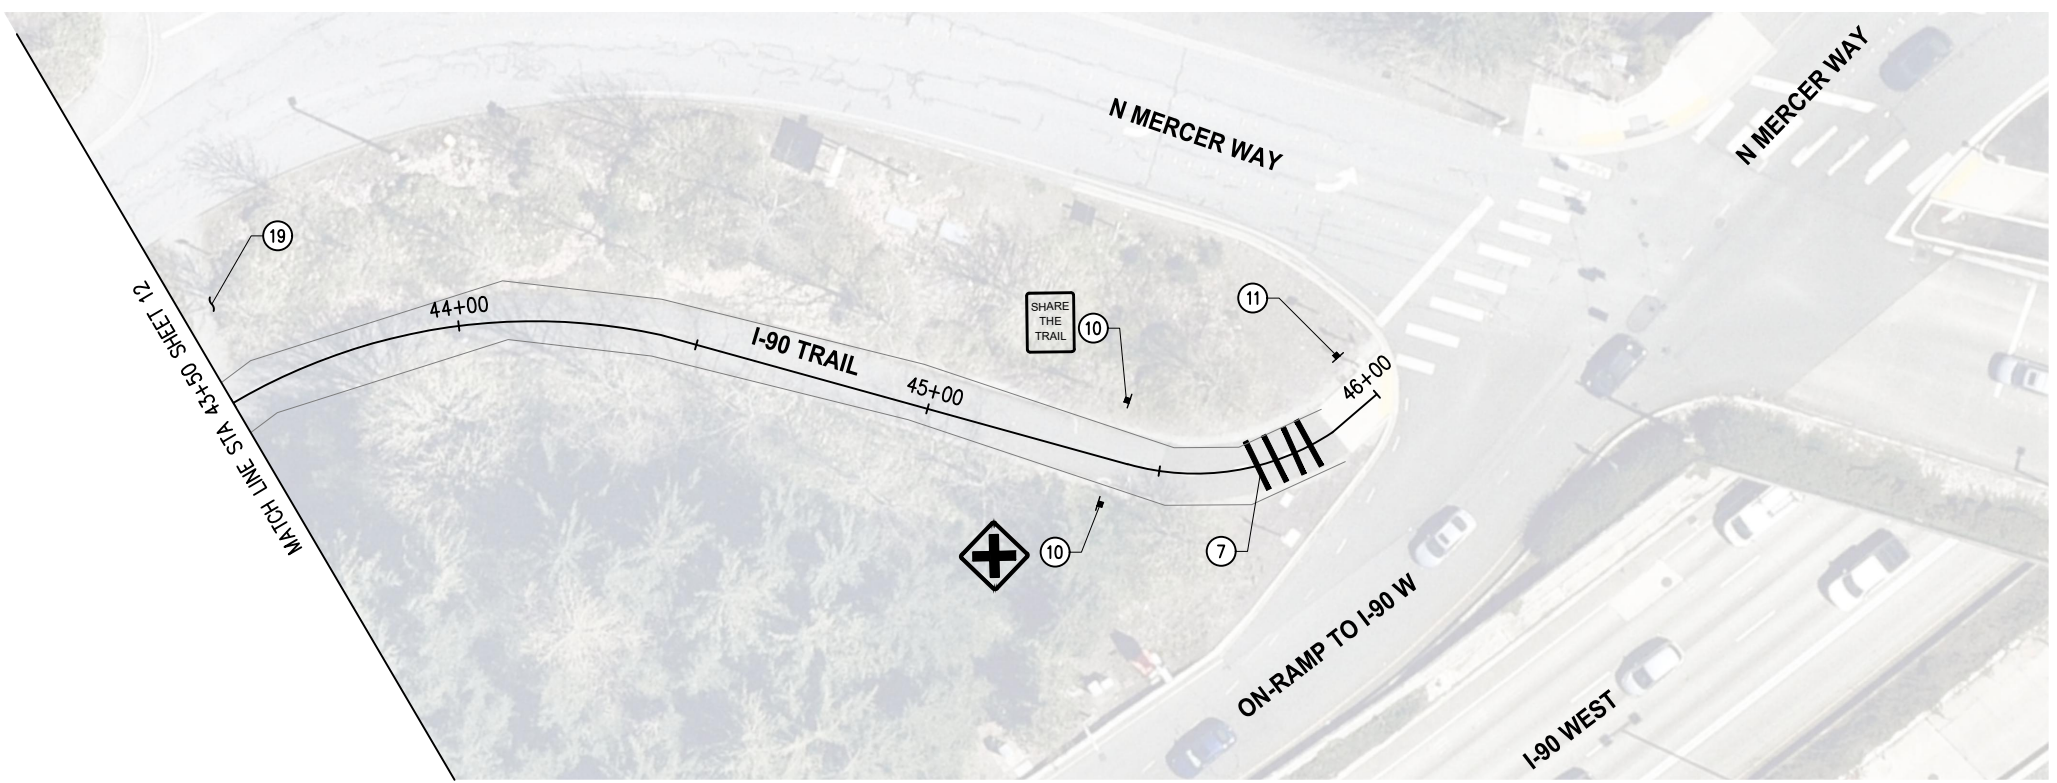 N MERCER WAY
N MERCER WAY
19
MATCH LINE STA 43+50 SHEET 12
44+00
I-90 TRAIL
45+00
SHARE
THE
TRAIL
10
11
46+00
10
7
ON-RAMP TO I-90 W
I-90 WEST